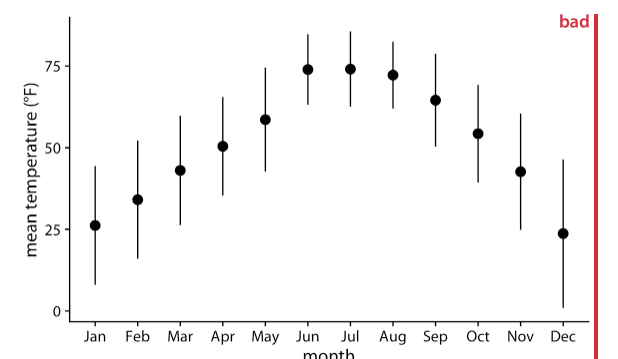 bad
mean temperature (°F)
75
50
25
0
Jan Feb Mar Apr May Jun Jul Aug Sep Oct Nov Dec
month